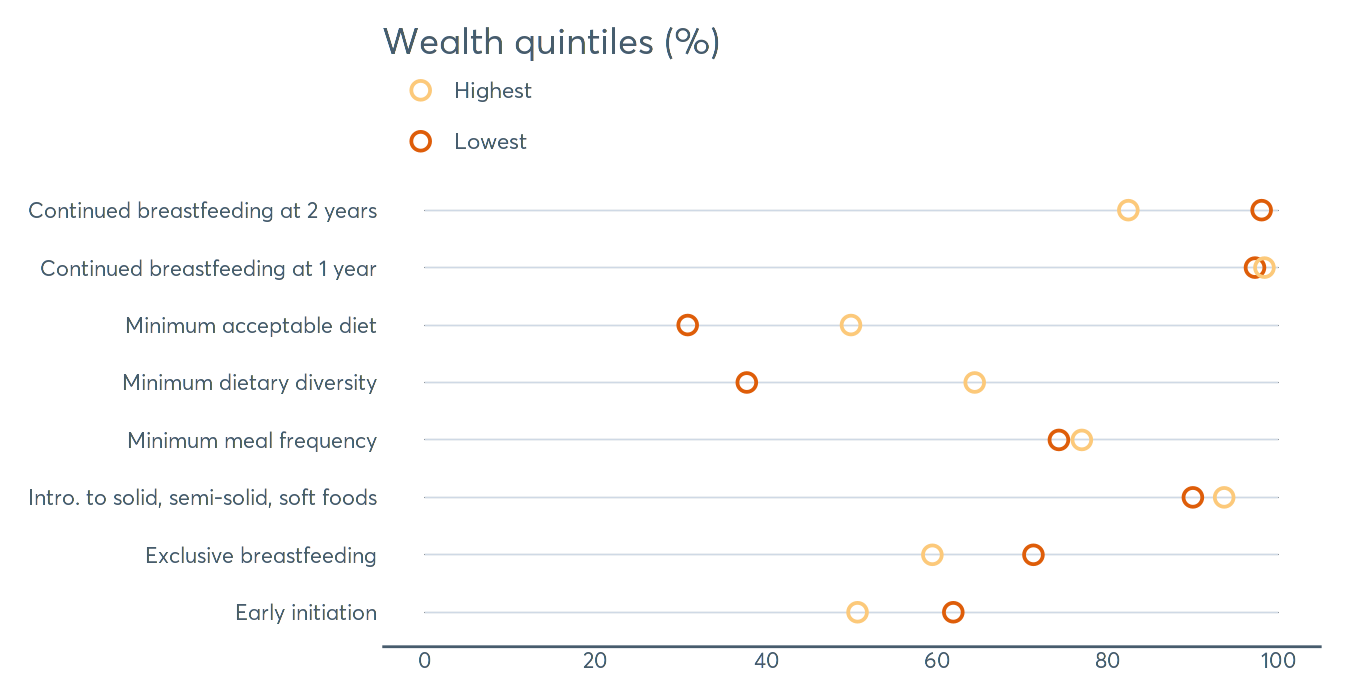 Wealth quintiles (%)
Highest
Lowest
Continued breastfeeding at 2 years
Continued breastfeeding at 1 year
Minimum acceptable diet
Minimum dietary diversity
Minimum meal frequency
Intro. to solid, semi-solid, soft foods
Exclusive breastfeeding
Early initiation
0 20 40 60 80 100